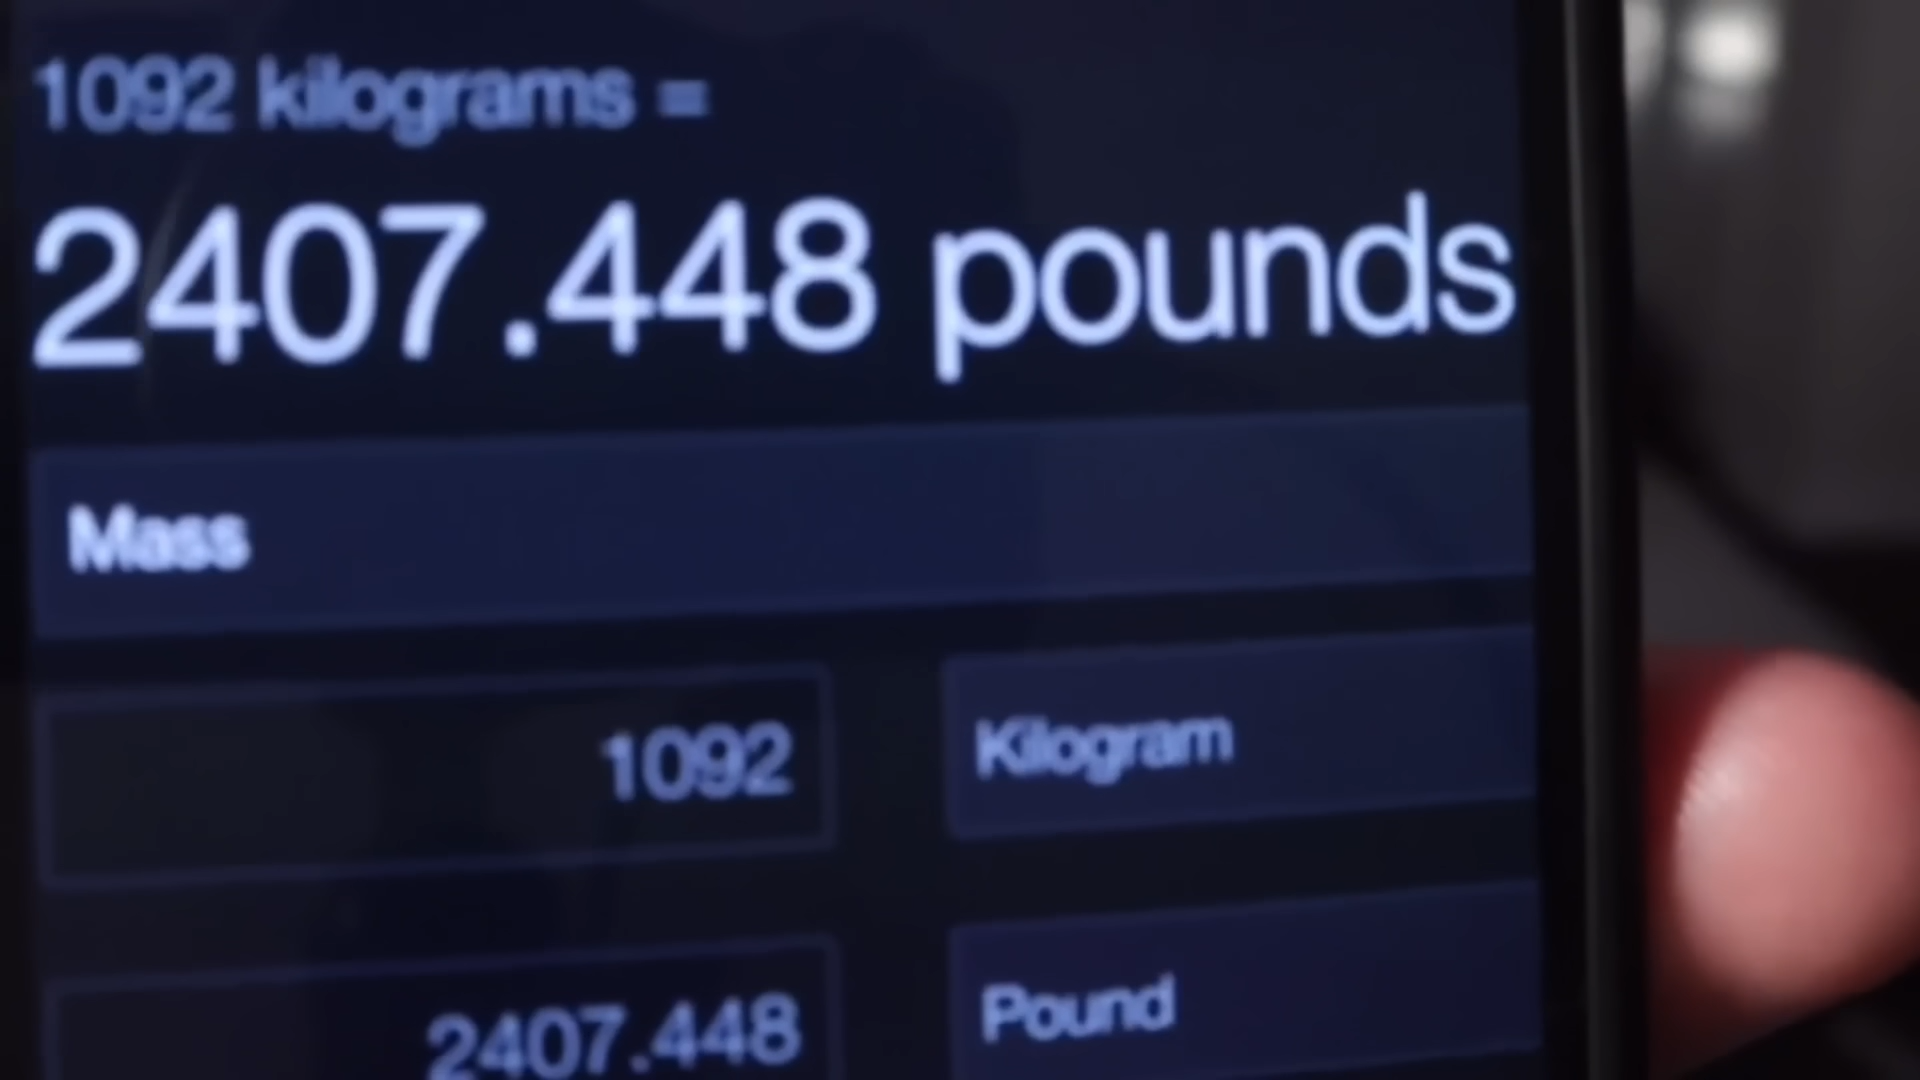 1092 kilograms =
2407.448 pounds
Mass
1092 Kilogram
2407.448 Pound